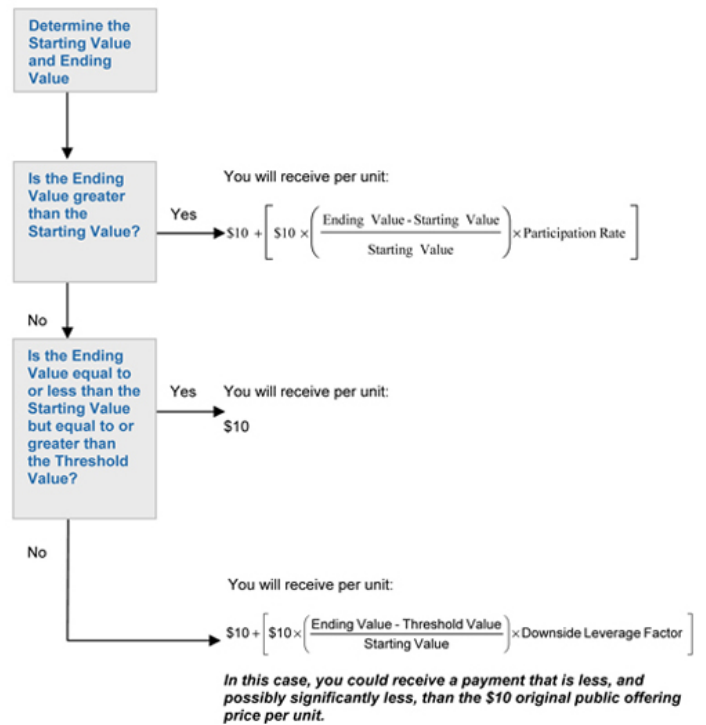 Determine the
Starting Value
and Ending
Value
Is the Ending
Value greater
than the
Starting Value?
Yes
You will receive per unit:
$10 + [ $10 × ( Ending Value - Starting Value / Starting Value ) × Participation Rate ]
No
Is the Ending
Value equal to
or less than the
Starting Value
but equal to or
greater than
the Threshold
Value?
Yes
You will receive per unit:
$10
No
You will receive per unit:
$10 + [ $10 × ( Ending Value - Threshold Value / Starting Value ) × Downside Leverage Factor ]
In this case, you could receive a payment that is less, and
possibly significantly less, than the $10 original public offering
price per unit.